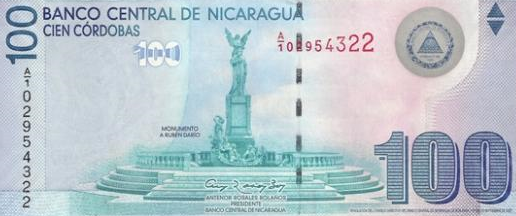 100
BANCO CENTRAL DE NICARAGUA
CIEN CÓRDOBAS
100
A/1 02954322
A/1 02954322
MONUMENTO
A RUBÉN DARÍO
100
ANTENOR ROSALES BOLAÑOS
PRESIDENTE
BANCO CENTRAL DE NICARAGUA